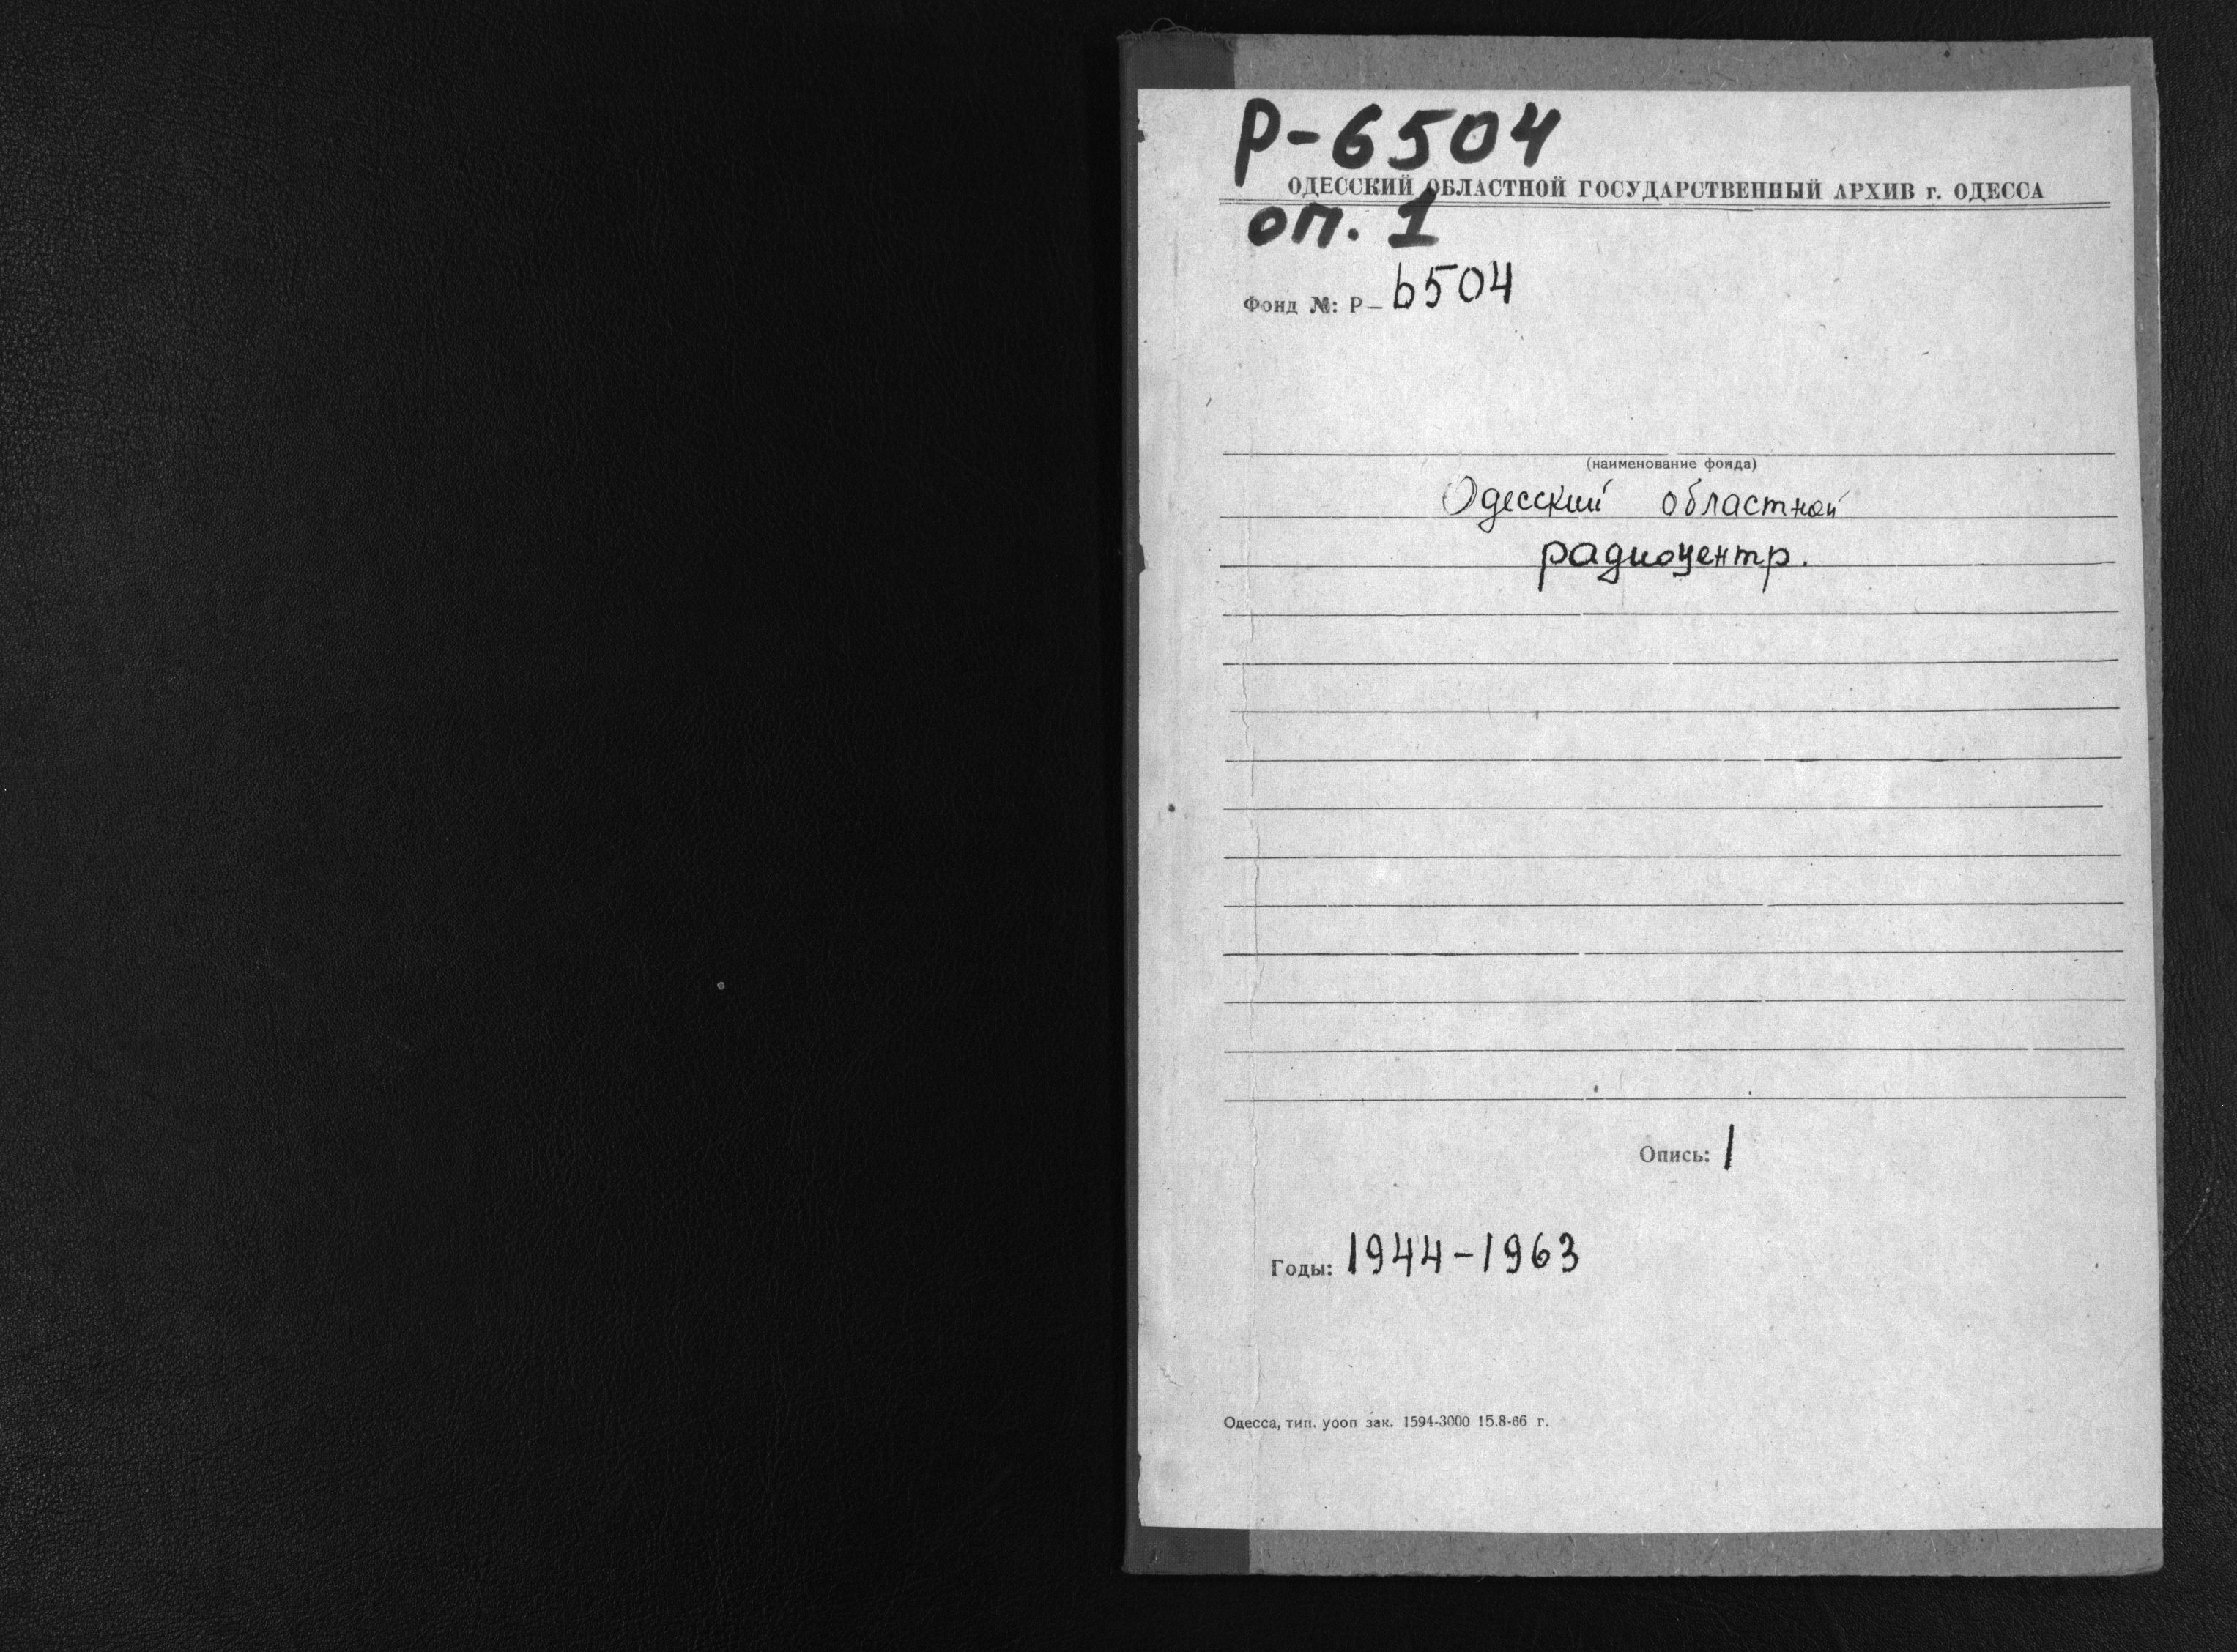 Р-6504
ОДЕССКИЙ ОБЛАСТНОЙ ГОСУДАРСТВЕННЫЙ АРХИВ г. ОДЕССА
оп. 1
Фонд №: Р- 6504
(наименование фонда)
Одесский областной
радиоцентр.
Опись: 1
Годы: 1944-1963
Одесса, тип. уооп зак. 1594-3000 15.8-66 г.